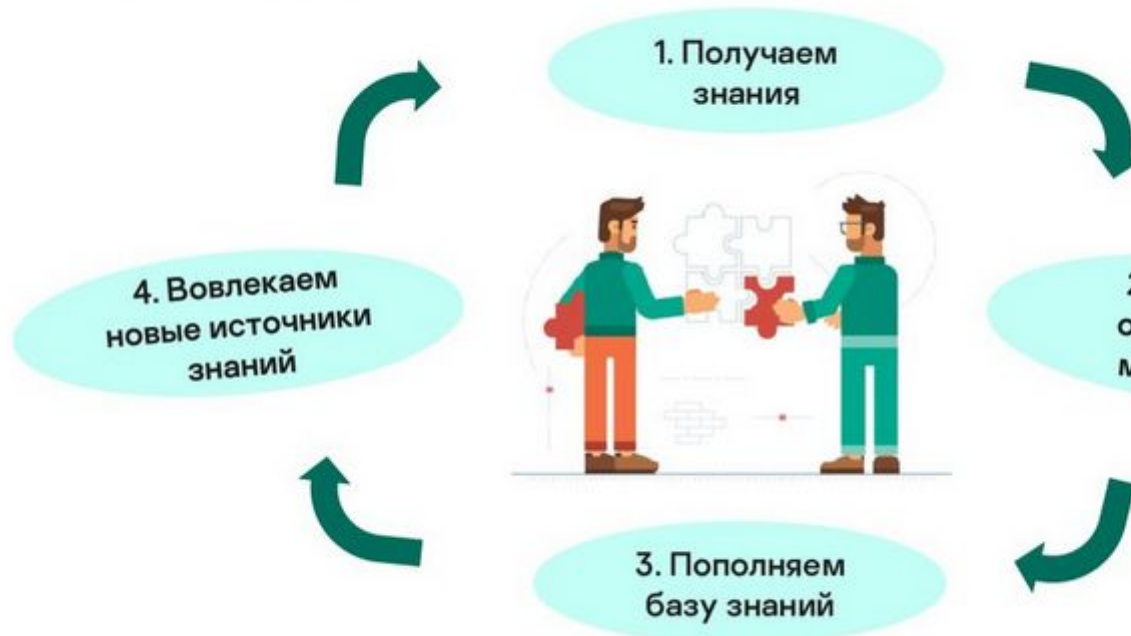 1. Получаем
знания
4. Вовлекаем
новые источники
знаний
3. Пополняем
базу знаний